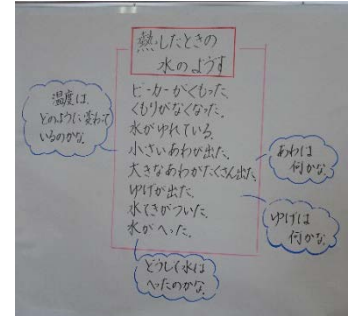 熱したときの
水のようす
ビーカーがくもった。
くもりがなくなった。
水がゆれている。
小さいあわが出た。
大きなあわがたくさん出た。
ゆげが出た。
水てきがついた。
水がへった。
温度は、
どのように変わって
いるのかな。
あわは
何かな。
ゆげは
何かな。
どうして水は
へったのかな。